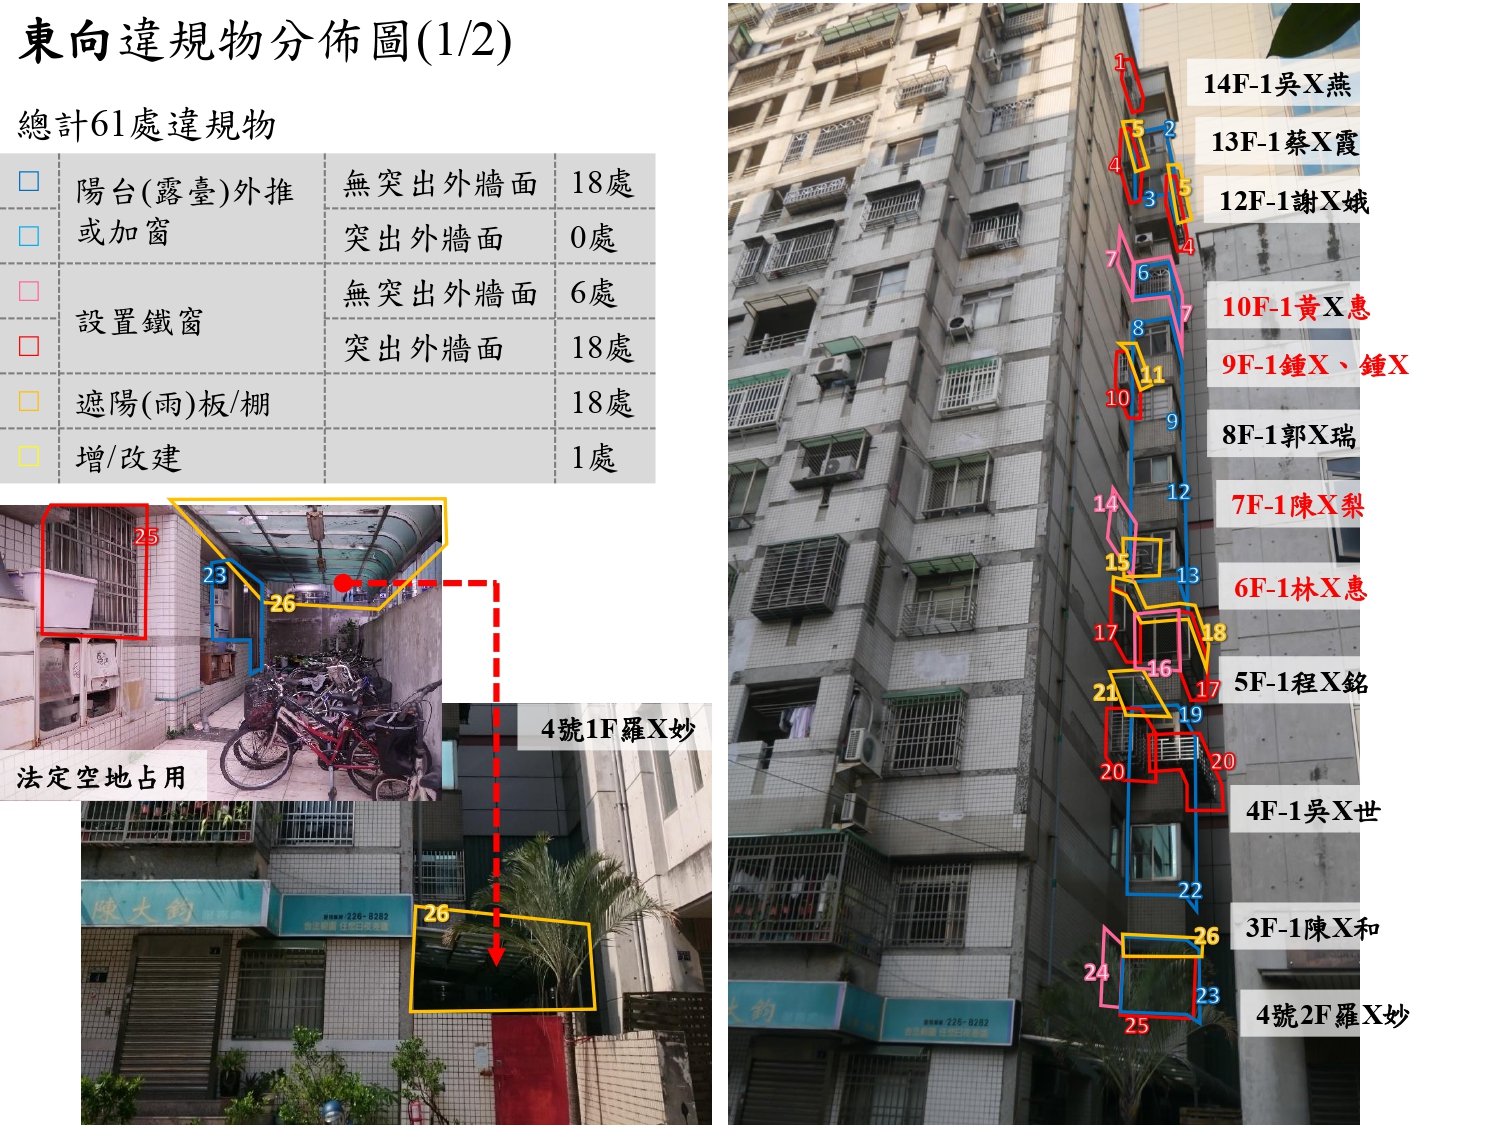 東向違規物分佈圖(1/2)
總計61處違規物
陽台(露臺)外推或加窗 無突出外牆面 18處
突出外牆面 0處
設置鐵窗 無突出外牆面 6處
突出外牆面 18處
遮陽(雨)板/棚 18處
增/改建 1處
25
23
26
法定空地占用
4號1F羅X妙
陳大鈞
226-8282
26
1
14F-1吳X燕
5
2
13F-1蔡X霞
4
5
3
12F-1謝X娥
4
7
6
7
10F-1黃X惠
8
9F-1鍾X、鍾X
11
10
9
8F-1郭X瑞
12
14
7F-1陳X梨
15
13
6F-1林X惠
17
18
16
17
5F-1程X銘
21
19
20
20
4F-1吳X世
22
3F-1陳X和
26
24
23
25
4號2F羅X妙
大鈞
226-8282